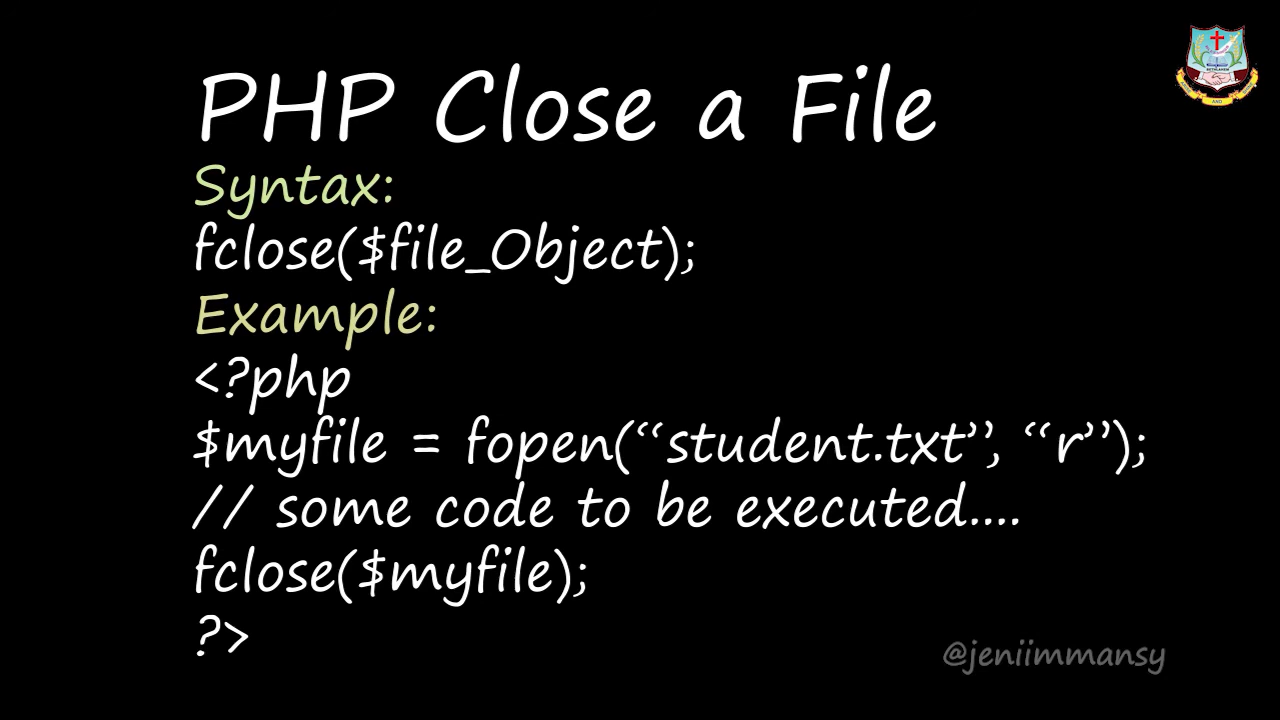 PHP Close a File
Syntax:
fclose($file_Object);
Example:
<?php
$myfile = fopen(“student.txt”, “r”);
// some code to be executed....
fclose($myfile);
?>
@jeniimmansy